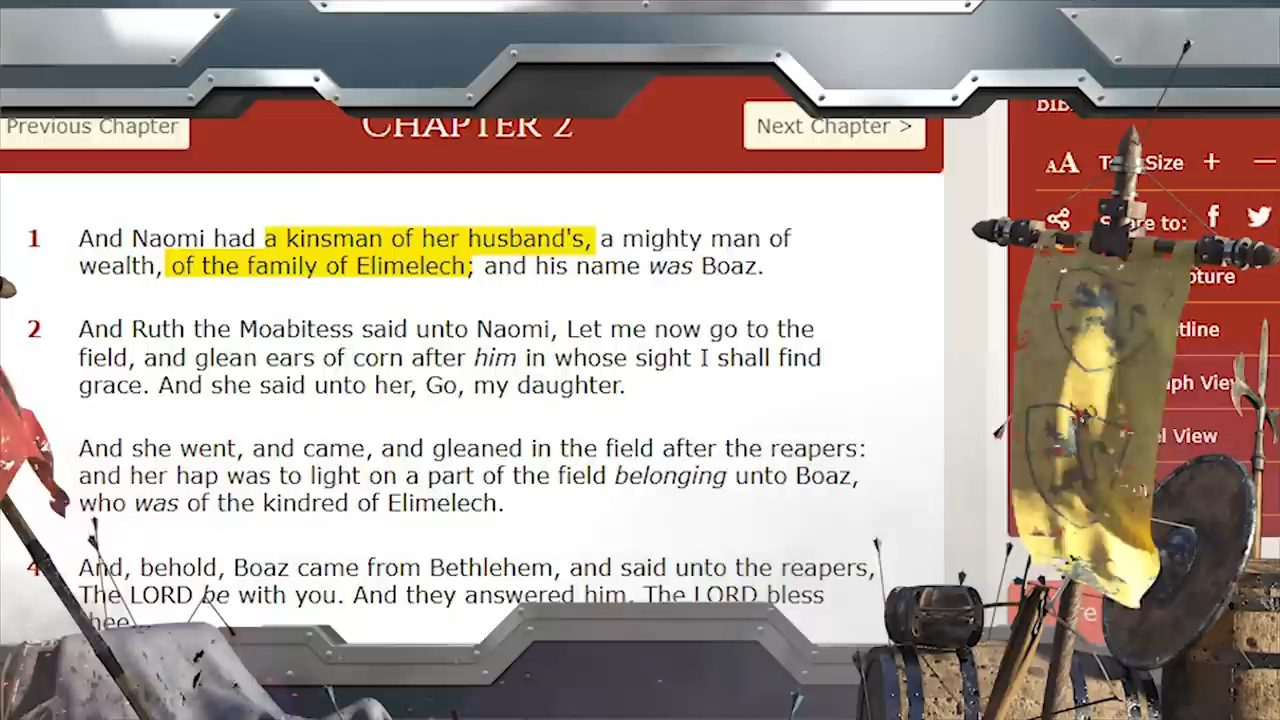 Previous Chapter
CHAPTER 2
Next Chapter >
1
And Naomi had a kinsman of her husband's, a mighty man of
wealth, of the family of Elimelech; and his name was Boaz.
2
And Ruth the Moabitess said unto Naomi, Let me now go to the
field, and glean ears of corn after him in whose sight I shall find
grace. And she said unto her, Go, my daughter.
And she went, and came, and gleaned in the field after the reapers:
and her hap was to light on a part of the field belonging unto Boaz,
who was of the kindred of Elimelech.
4
And, behold, Boaz came from Bethlehem, and said unto the reapers,
The LORD be with you. And they answered him, The LORD bless
thee.
AA
Size + —
to:
View
View